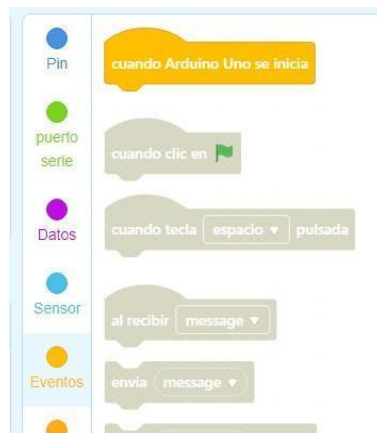 Pin
puerto
serie
Datos
Sensor
Eventos
cuando Arduino Uno se inicia
cuando clic en
cuando tecla espacio pulsada
al recibir message
envia message